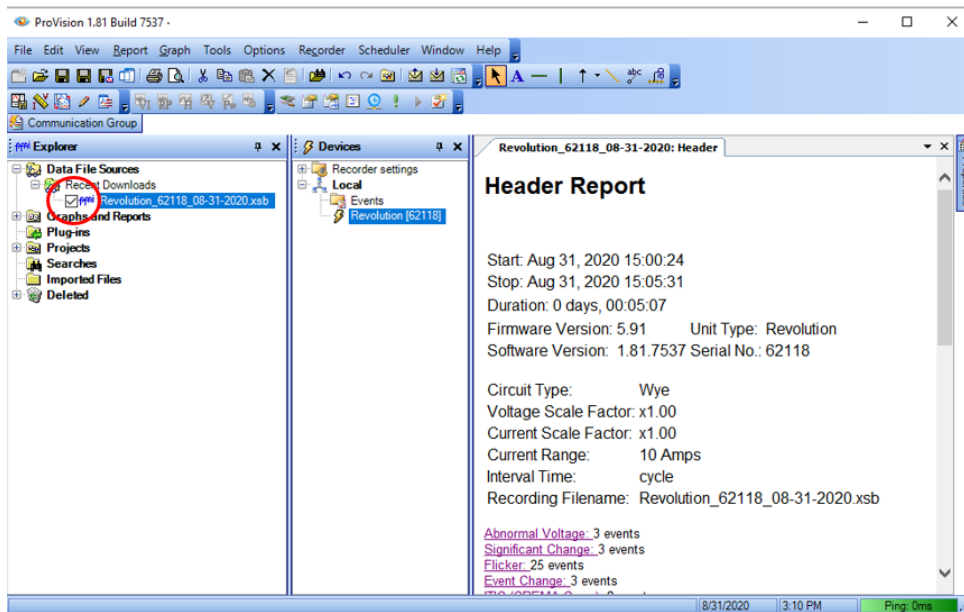 ProVision 1.81 Build 7537 -
File Edit View Report Graph Tools Options Recorder Scheduler Window Help
A
abc
Communication Group
Explorer
Data File Sources
Recent Downloads
Revolution_62118_08-31-2020.xsb
Graphs and Reports
Plug-ins
Projects
Searches
Imported Files
Deleted
Devices
Recorder settings
Local
Events
Revolution [62118]
Revolution_62118_08-31-2020: Header
Header Report
Start: Aug 31, 2020 15:00:24
Stop: Aug 31, 2020 15:05:31
Duration: 0 days, 00:05:07
Firmware Version: 5.91 Unit Type: Revolution
Software Version: 1.81.7537 Serial No.: 62118
Circuit Type: Wye
Voltage Scale Factor: x1.00
Current Scale Factor: x1.00
Current Range: 10 Amps
Interval Time: cycle
Recording Filename: Revolution_62118_08-31-2020.xsb
Abnormal Voltage: 3 events
Significant Change: 3 events
Flicker: 25 events
Event Change: 3 events
8/31/2020 3:10 PM Ping: 0ms